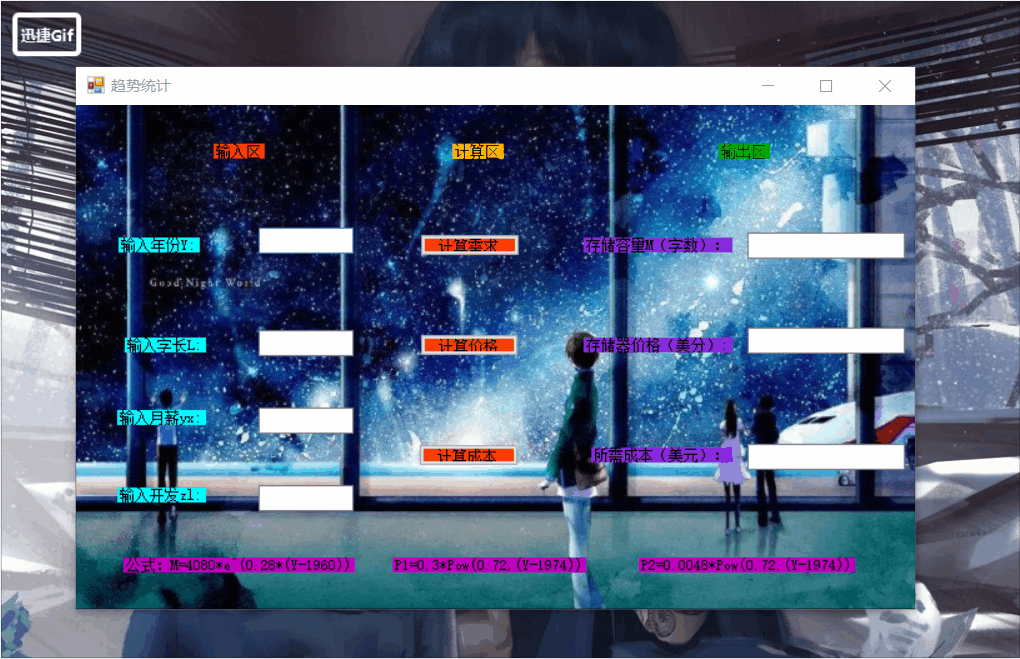 迅捷Gif
趋势统计
输入区 计算区 输出区
输入年份Y: 计算需求 存储容量M（字数）:
Good Night World
输入字长L: 计算价格 存储器价格（美分）:
输入月薪yx:
计算成本 所需成本（美元）:
输入开发zl:
公式: M=4080*e^(0.28*(Y-1960)) P1=0.3*Pow(0.72,(Y-1974)) P2=0.0048*Pow(0.72.(Y-1974))